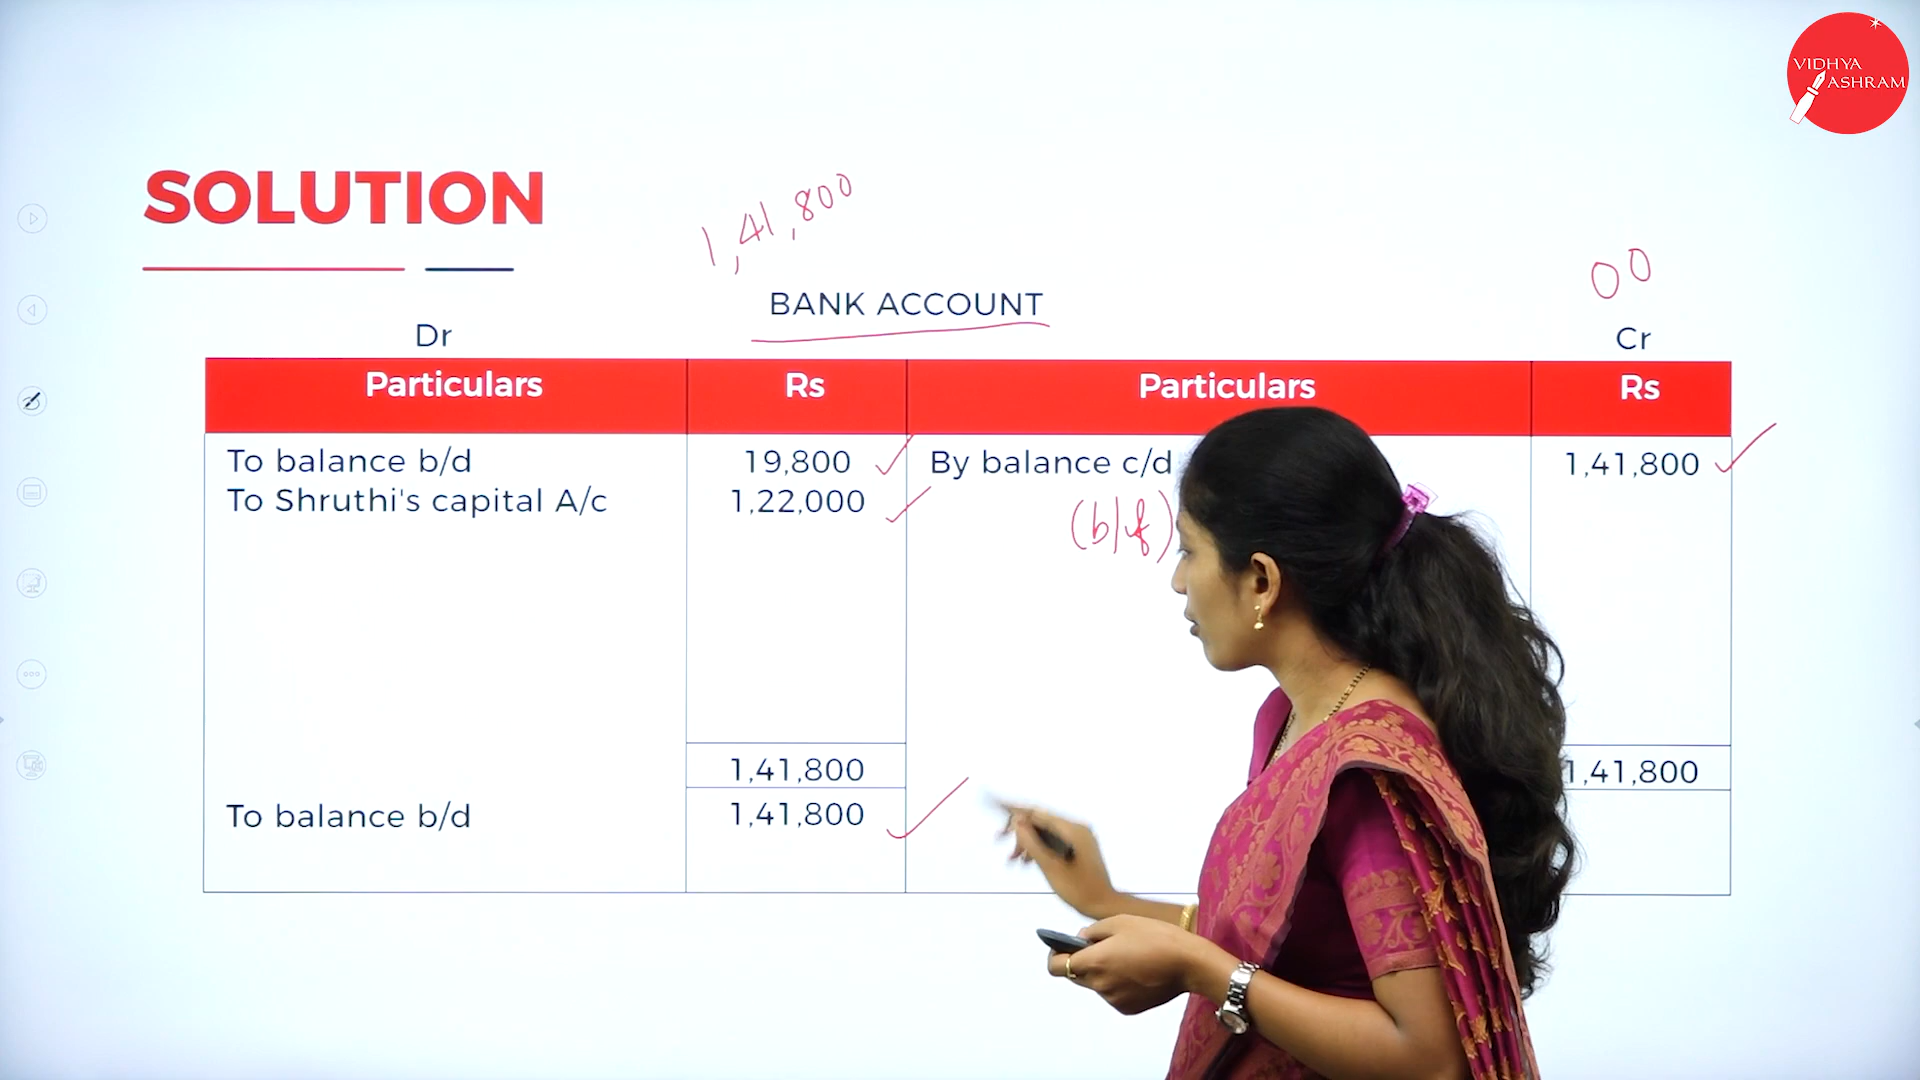 VIDHYA
ASHRAM
SOLUTION
1,41,800
00
BANK ACCOUNT
Dr
Cr
Particulars Rs Particulars Rs
To balance b/d 19,800 By balance c/d 1,41,800
To Shruthi's capital A/c 1,22,000
(b/f)
1,41,800 1,41,800
To balance b/d 1,41,800